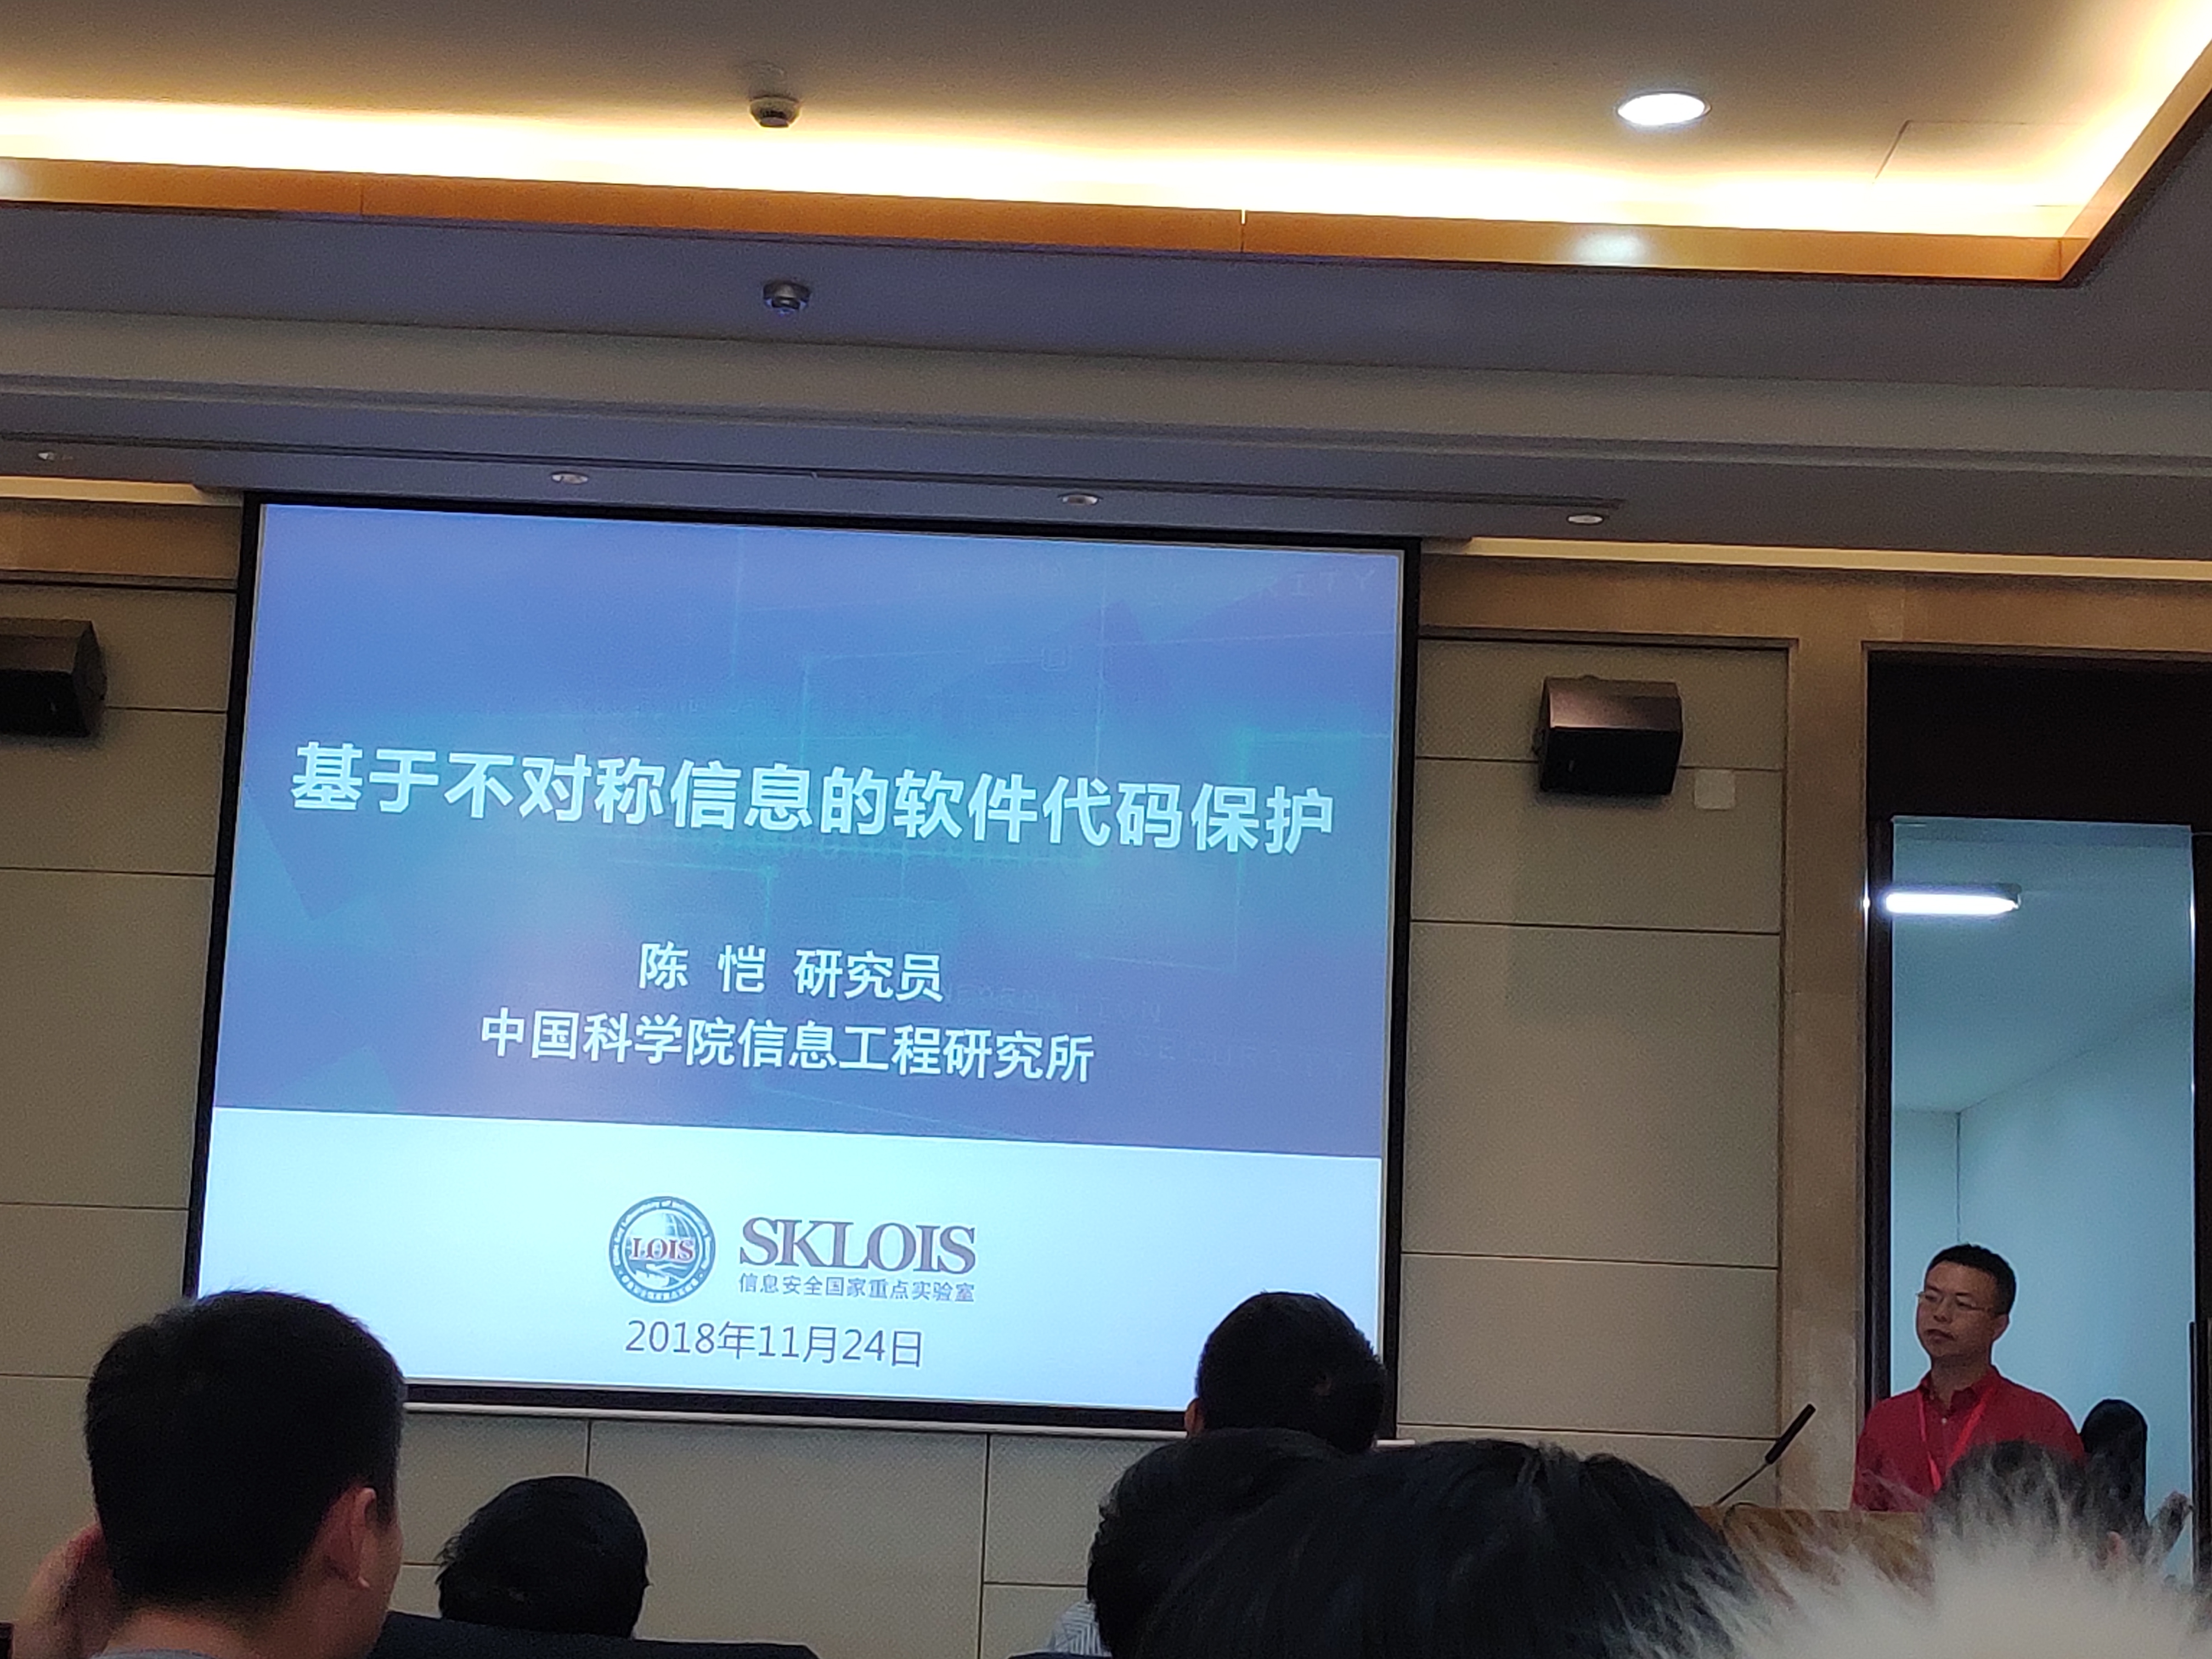 基于不对称信息的软件代码保护
陈 恺 研究员
中国科学院信息工程研究所
LOIS
SKLOIS
信息安全国家重点实验室
2018年11月24日